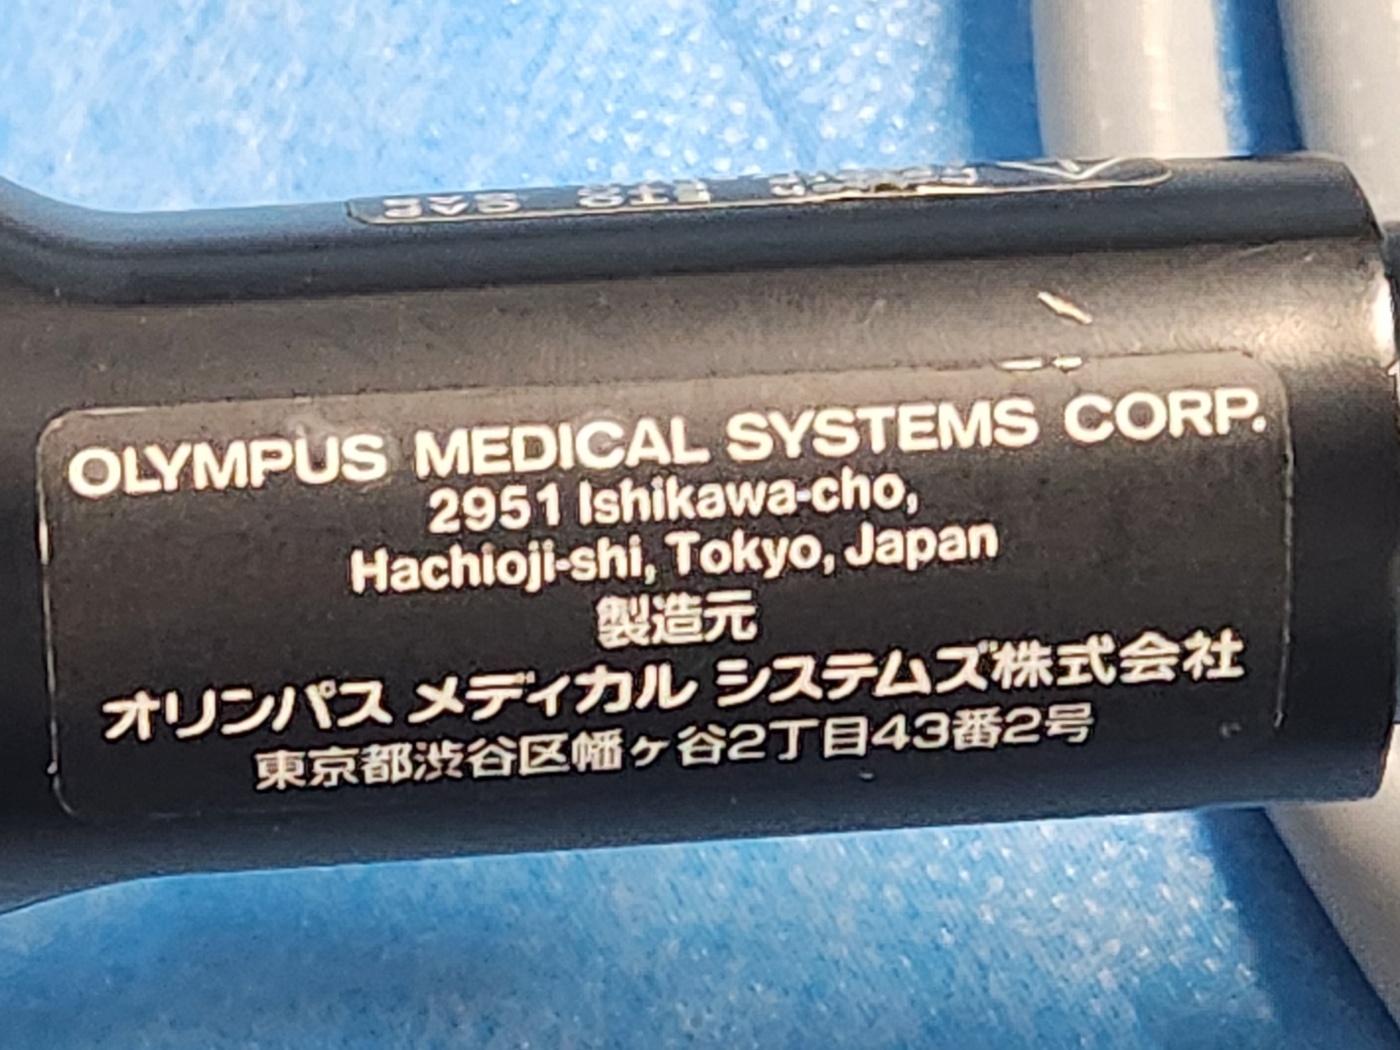 OLYMPUS MEDICAL SYSTEMS CORP.
2951 Ishikawa-cho,
Hachioji-shi, Tokyo, Japan
製造元
オリンパス メディカル システムズ株式会社
東京都渋谷区幡ヶ谷2丁目43番2号